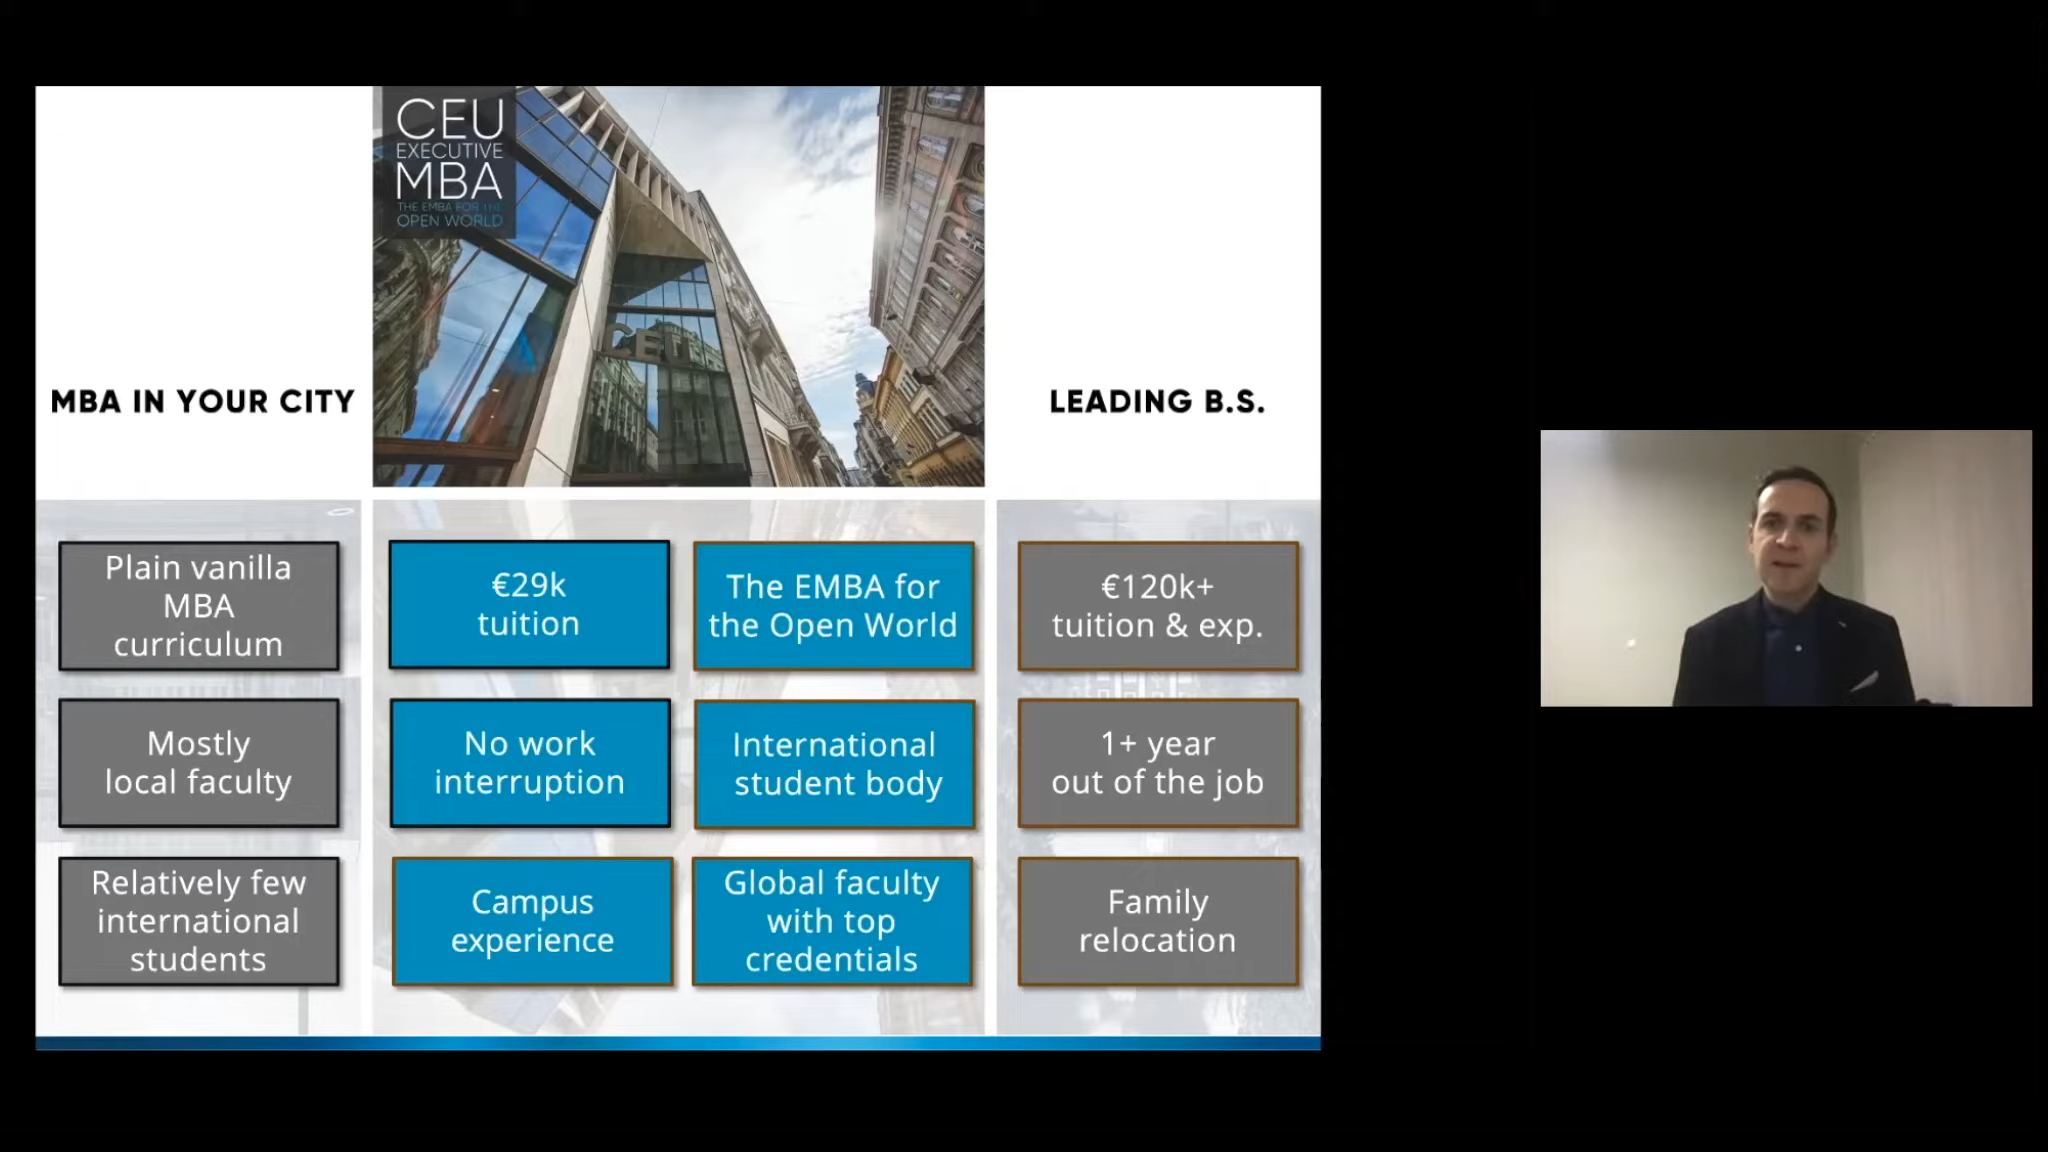 CEU
EXECUTIVE
MBA
THE EMBA FOR THE
OPEN WORLD
CEU
MBA IN YOUR CITY
LEADING B.S.
Plain vanilla
MBA
curriculum
€29k
tuition
The EMBA for
the Open World
€120k+
tuition & exp.
Mostly
local faculty
No work
interruption
International
student body
1+ year
out of the job
Relatively few
international
students
Campus
experience
Global faculty
with top
credentials
Family
relocation